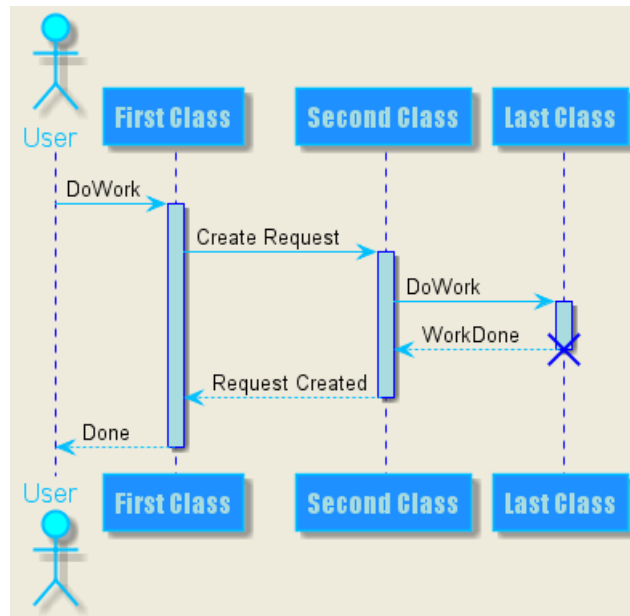 User
First Class
Second Class
Last Class
DoWork
Create Request
DoWork
WorkDone
Request Created
Done
User
First Class
Second Class
Last Class